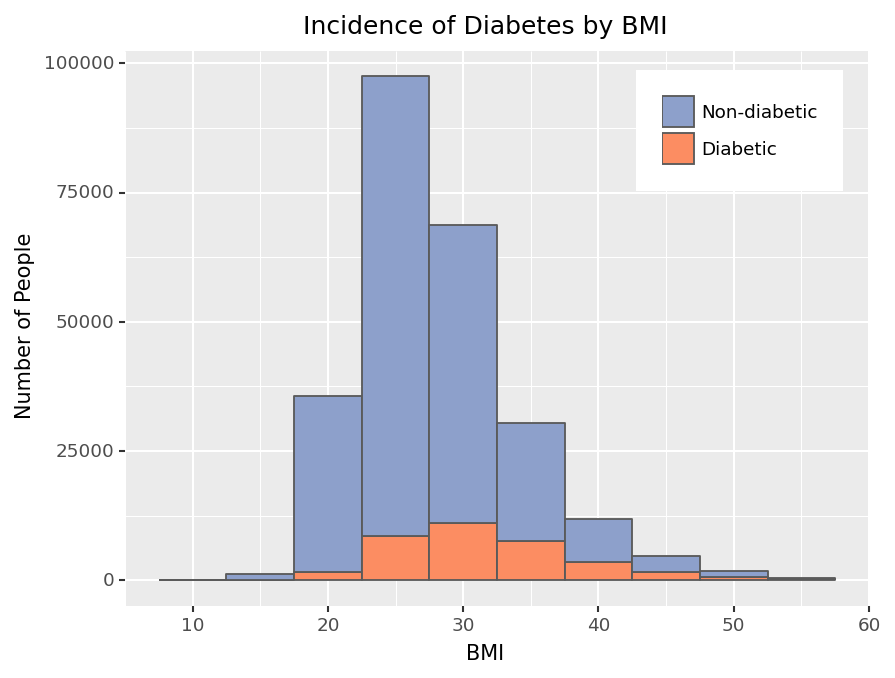 Incidence of Diabetes by BMI
100000
75000
50000
25000
0
Number of People
Non-diabetic
Diabetic
10 20 30 40 50 60
BMI